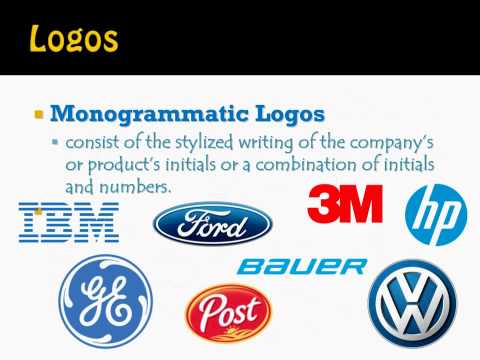 Logos
Monogrammatic Logos
consist of the stylized writing of the company's
or product's initials or a combination of initials
and numbers.
IBM
Ford
3M
hp
GE
BAUER
Post
VW